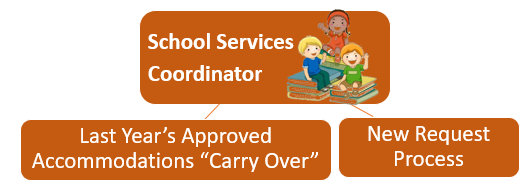 School Services
Coordinator
Last Year’s Approved
Accommodations “Carry Over”
New Request
Process